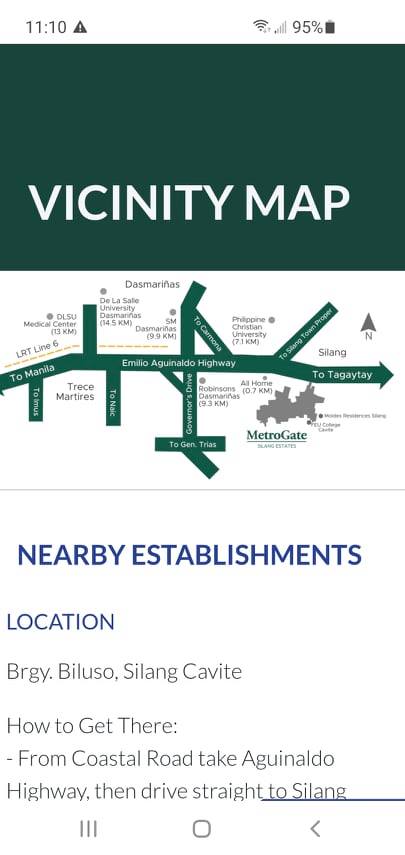 11:10
95%
VICINITY MAP
Dasmariñas
De La Salle
University
Dasmariñas
(14.5 KM)
DLSU
Medical Center
(13 KM)
SM
Dasmariñas
(9.9 KM)
To Carmona
Philippine
Christian
University
(7.1 KM)
To Silang Town Proper
N
LRT Line 6
Silang
Emilio Aguinaldo Highway
To Manila
To Tagaytay
To Imus
Trece
Martires
To Naic
Governor's Drive
Robinsons
Dasmariñas
(9.3 KM)
All Home
(0.7 KM)
Moldex Residences Silang
FEU College
Cavite
MetroGate
SILANG ESTATES
To Gen. Trias
NEARBY ESTABLISHMENTS
LOCATION
Brgy. Biluso, Silang Cavite
How to Get There:
- From Coastal Road take Aguinaldo
Highway, then drive straight to Silang